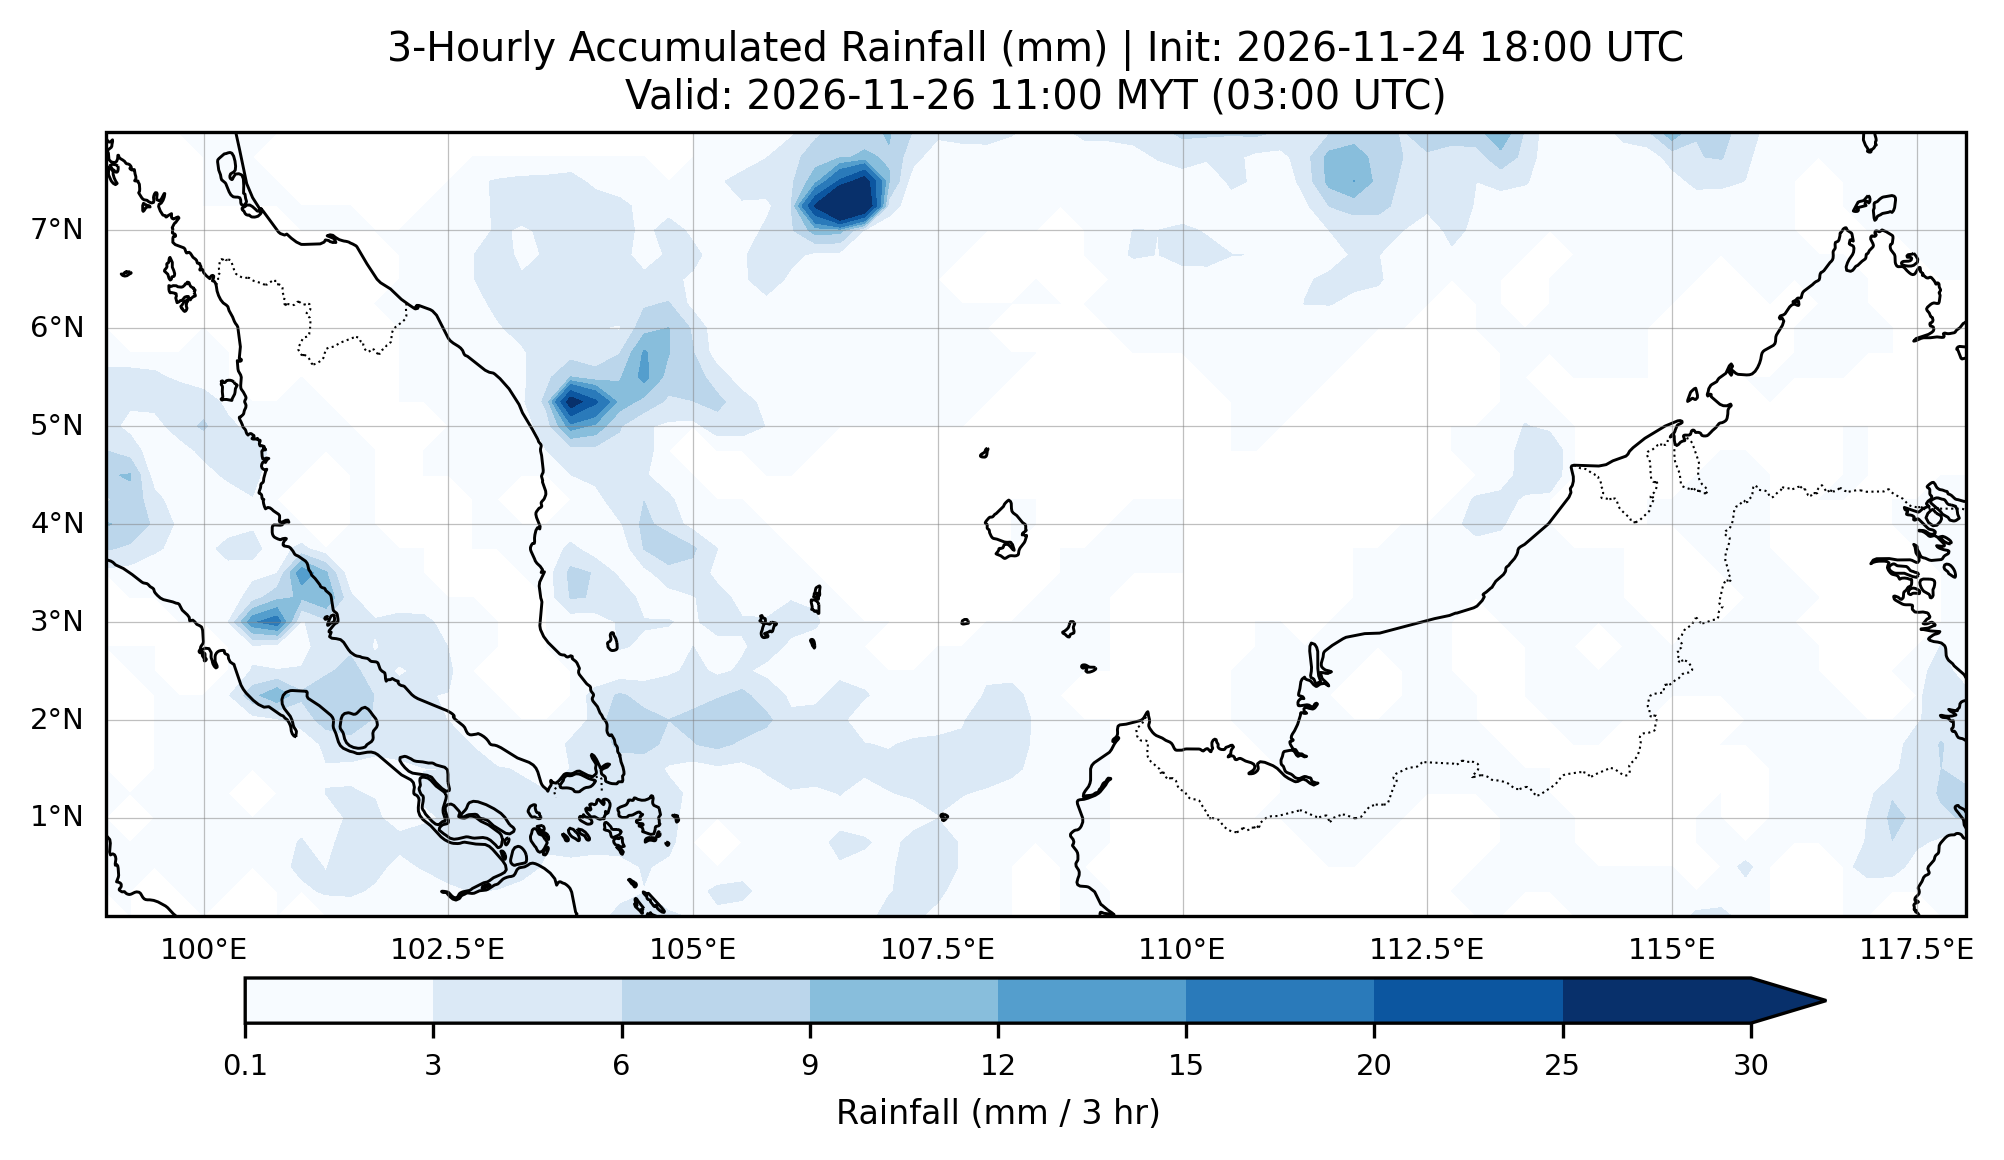 3-Hourly Accumulated Rainfall (mm) | Init: 2026-11-24 18:00 UTC
Valid: 2026-11-26 11:00 MYT (03:00 UTC)
7°N
6°N
5°N
4°N
3°N
2°N
1°N
100°E 102.5°E 105°E 107.5°E 110°E 112.5°E 115°E 117.5°E
0.1 3 6 9 12 15 20 25 30
Rainfall (mm / 3 hr)